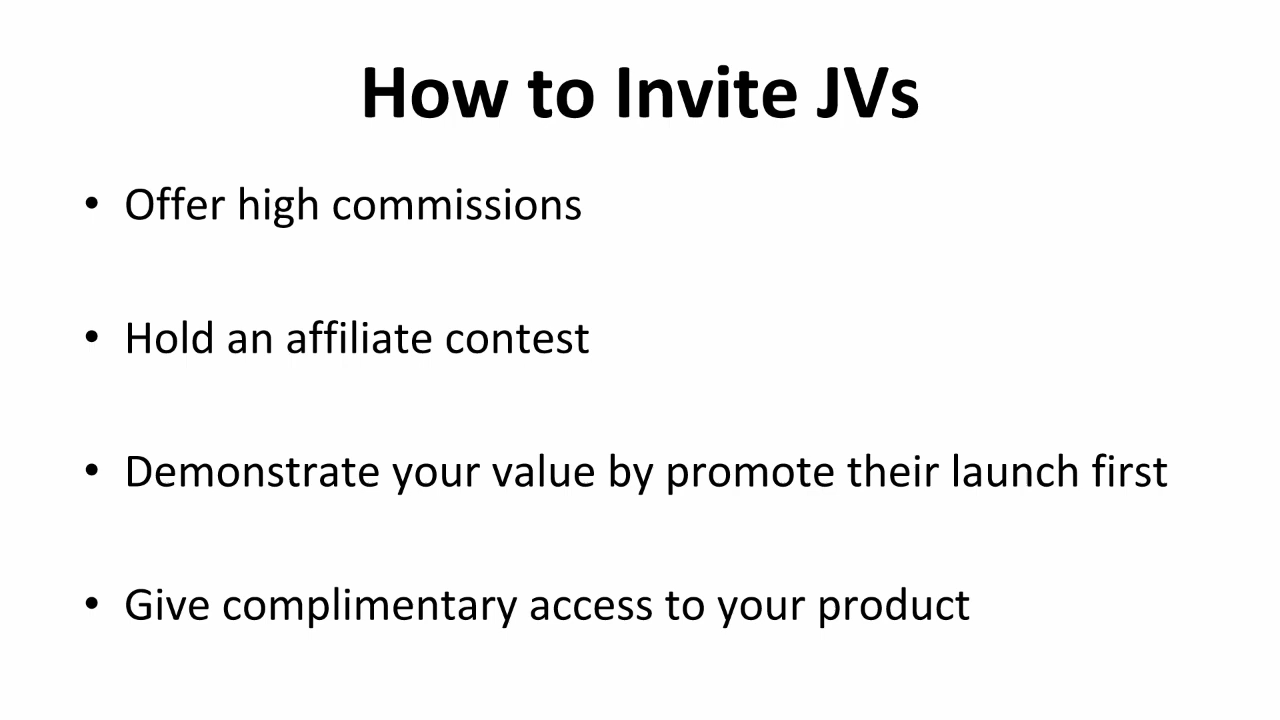 How to Invite JVs
• Offer high commissions
• Hold an affiliate contest
• Demonstrate your value by promote their launch first
• Give complimentary access to your product